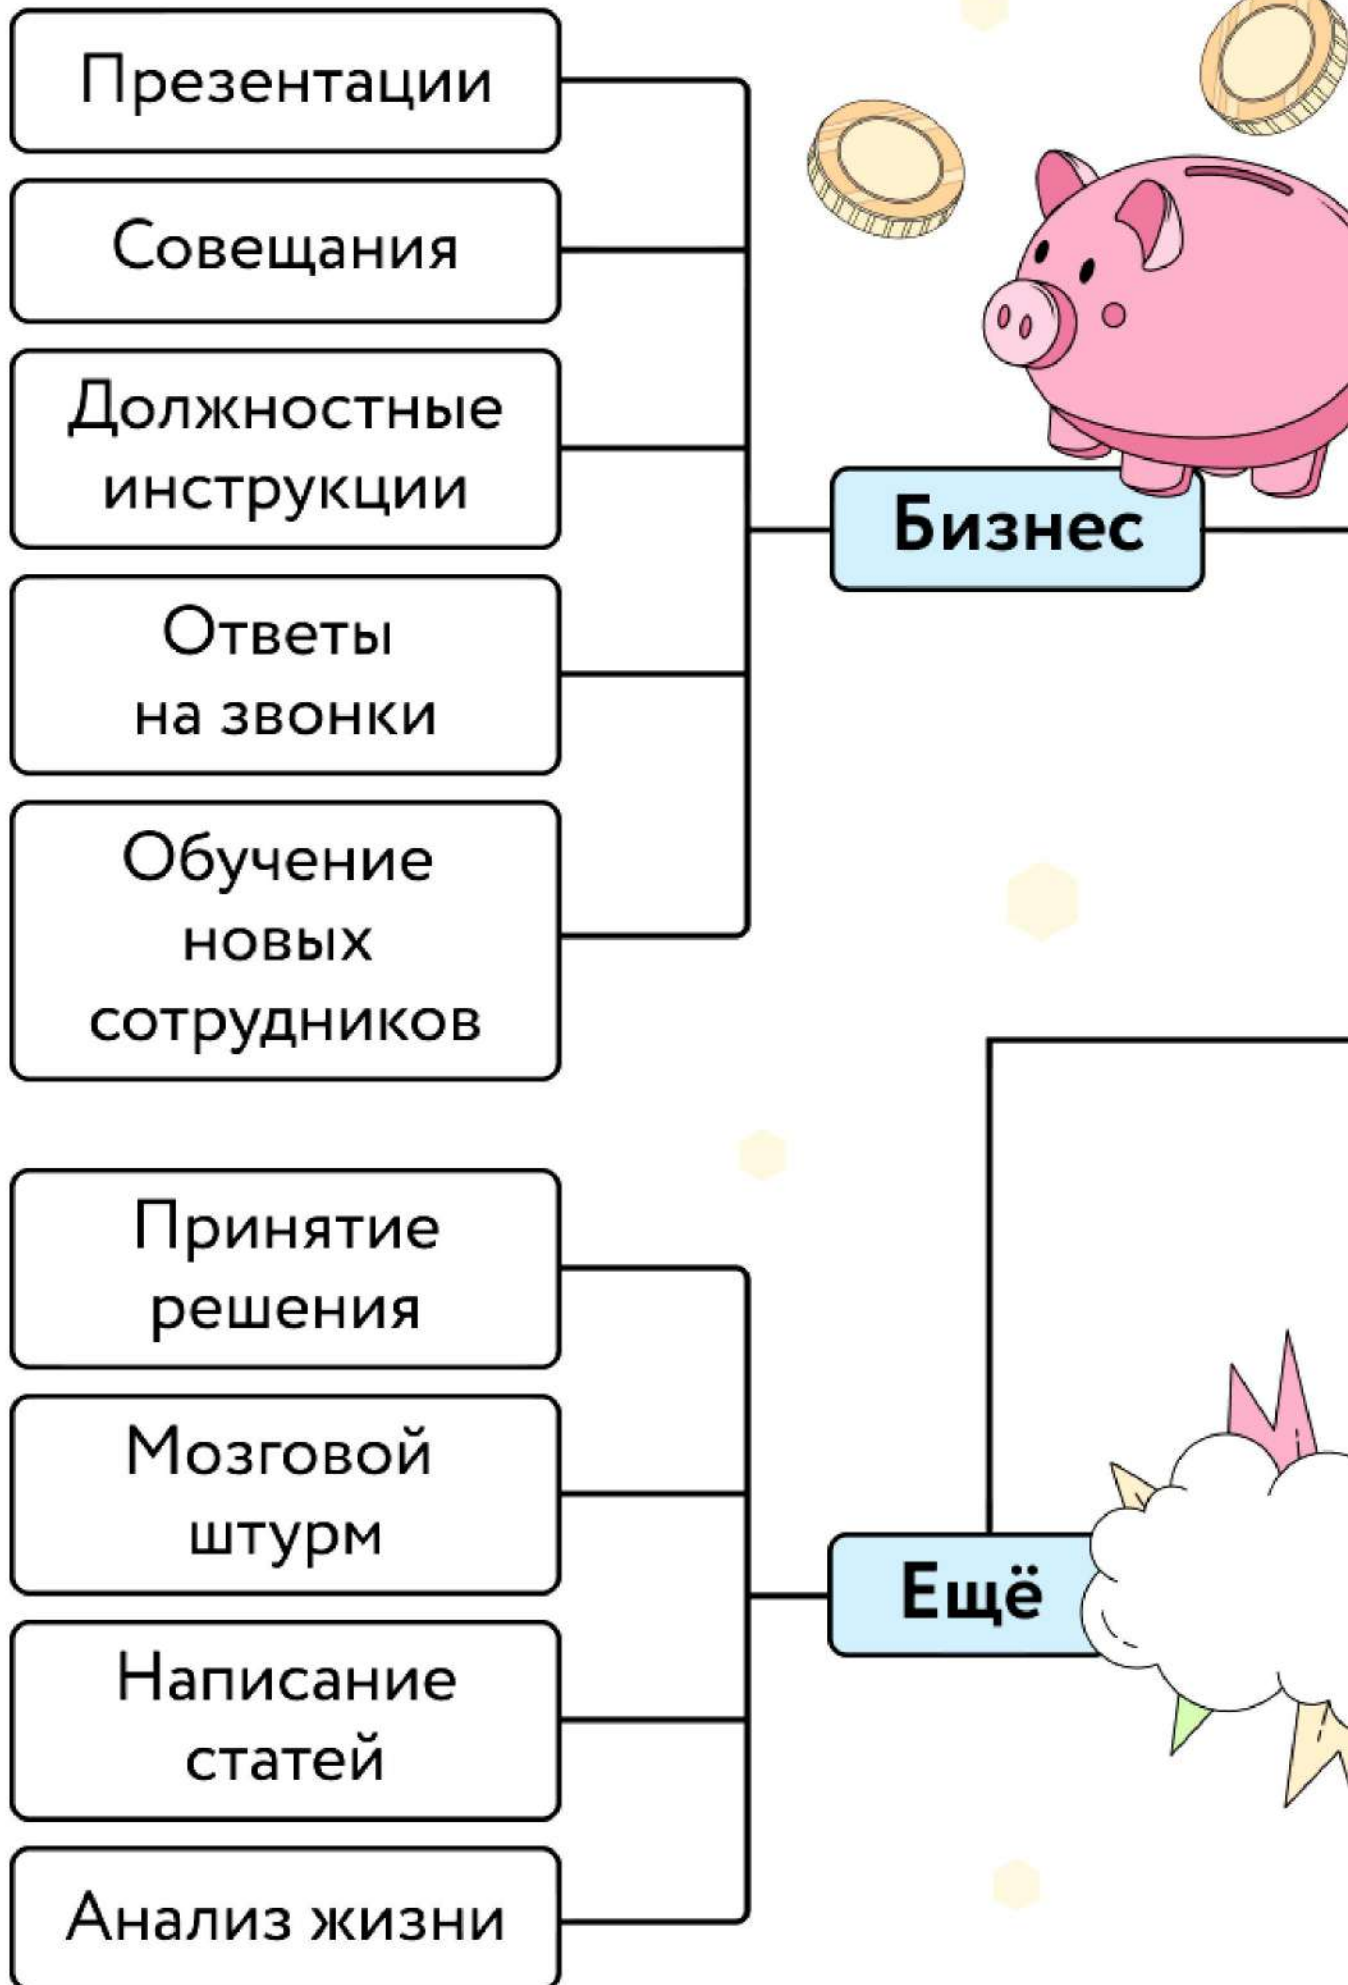 Презентации
Совещания
Должностные
инструкции
Ответы
на звонки
Обучение
новых
сотрудников
Бизнес
Принятие
решения
Мозговой
штурм
Написание
статей
Анализ жизни
Ещё